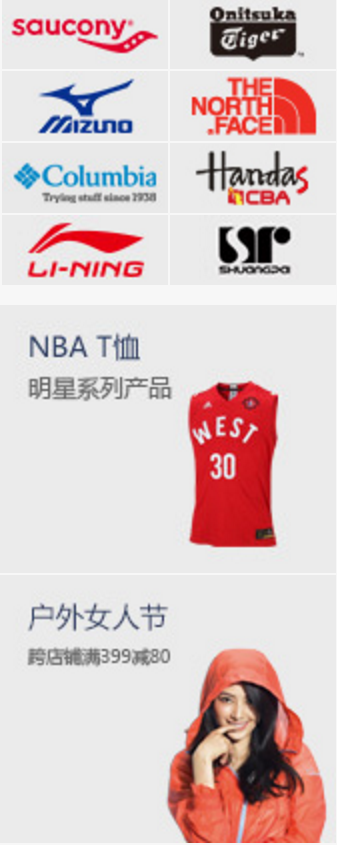 saucony
Onitsuka
Tiger
MIZUNO
THE
NORTH
FACE
Columbia
Trying stuff since 1938
Handas
CBA
LI-NING
SHUANGPAI
NBA T恤
明星系列产品
WEST
30
户外女人节
跨店铺满399减80